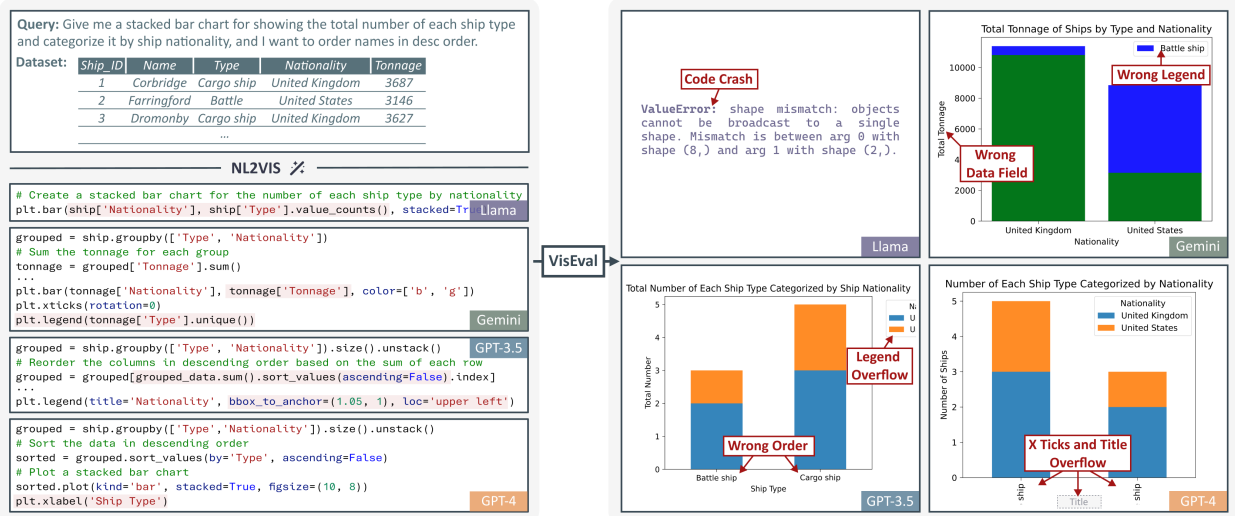 Query: Give me a stacked bar chart for showing the total number of each ship type
and categorize it by ship nationality, and I want to order names in desc order.
Dataset:
Ship_ID Name Type Nationality Tonnage
1 Corbridge Cargo ship United Kingdom 3687
2 Farringford Battle United States 3146
3 Dromonby Cargo ship United Kingdom 3627
...
NL2VIS
# Create a stacked bar chart for the number of each ship type by nationality
plt.bar(ship['Nationality'], ship['Type'].value_counts(), stacked=Tru
Llama
grouped = ship.groupby(['Type', 'Nationality'])
# Sum the tonnage for each group
tonnage = grouped['Tonnage'].sum()
...
plt.bar(tonnage['Nationality'], tonnage['Tonnage'], color=['b', 'g'])
plt.xticks(rotation=0)
plt.legend(tonnage['Type'].unique())
Gemini
grouped = ship.groupby(['Type', 'Nationality']).size().unstack()
GPT-3.5
# Reorder the columns in descending order based on the sum of each row
grouped = grouped[grouped_data.sum().sort_values(ascending=False).index]
...
plt.legend(title='Nationality', bbox_to_anchor=(1.05, 1), loc='upper left')
grouped = ship.groupby(['Type','Nationality']).size().unstack()
# Sort the data in descending order
sorted = grouped.sort_values(by='Type', ascending=False)
# Plot a stacked bar chart
sorted.plot(kind='bar', stacked=True, figsize=(10, 8))
plt.xlabel('Ship Type')
GPT-4
VisEval
Code Crash
ValueError: shape mismatch: objects
cannot be broadcast to a single
shape. Mismatch is between arg 0 with
shape (8,) and arg 1 with shape (2,).
Llama
Total Tonnage of Ships by Type and Nationality
Battle ship
Wrong Legend
Total Tonnage
10000
8000
6000
4
2000
0
Wrong
Data Field
United Kingdom
United States
Nationality
Gemini
Total Number of Each Ship Type Categorized by Ship Nationality
N
U
U
Legend
Overflow
Total Number
5
4
3
2
1
0
Wrong Order
Battle ship
Cargo ship
Ship Type
GPT-3.5
Number of Each Ship Type Categorized by Nationality
Nationality
United Kingdom
United States
Number of Ships
5
4
3
2
1
0
X Ticks and Title
Overflow
ship
Title
ship
GPT-4